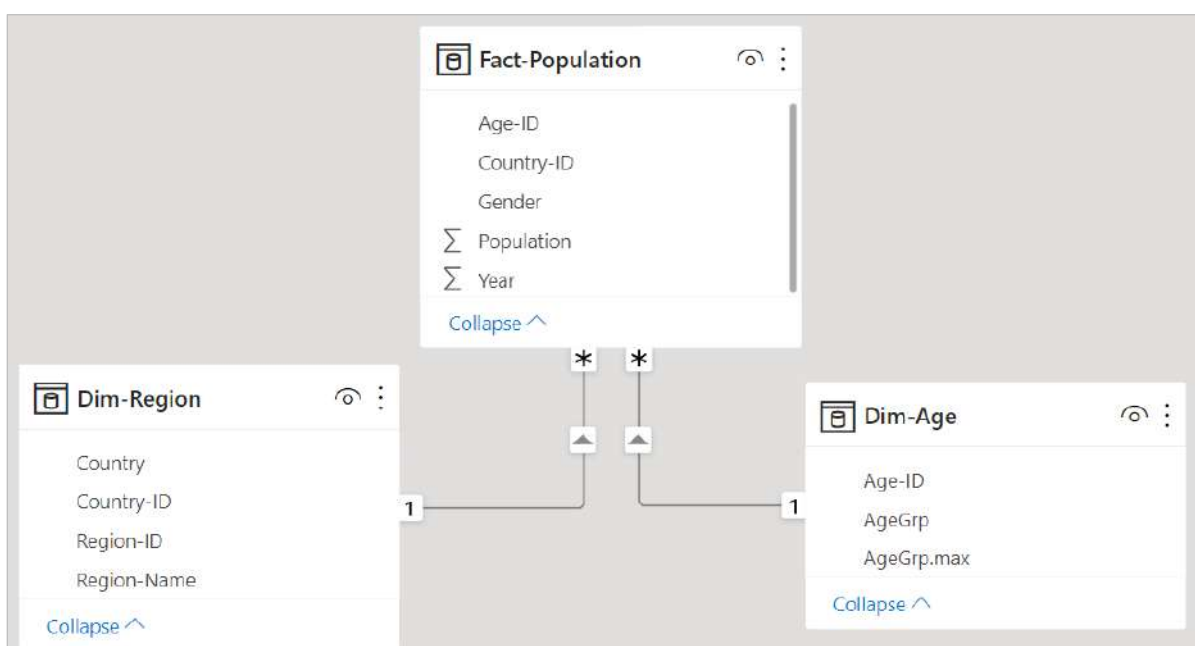 Fact-Population
Age-ID
Country-ID
Gender
Population
Year
Collapse
*
*
Dim-Region
Country
Country-ID
Region-ID
Region-Name
Collapse
1
1
Dim-Age
Age-ID
AgeGrp
AgeGrp.max
Collapse